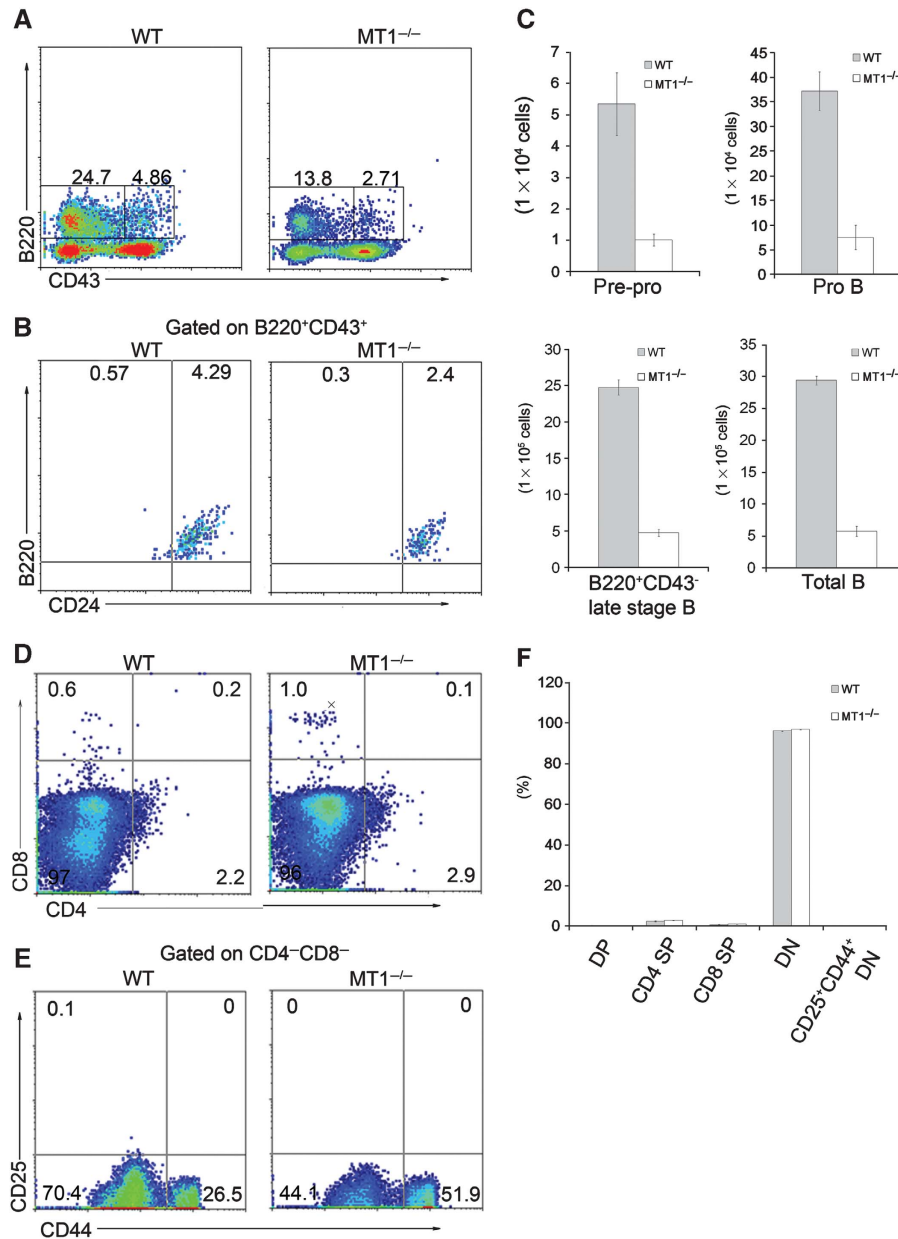 A
WT
MT1–/–
24.7 4.86
13.8 2.71
B220
CD43
B
Gated on B220+CD43+
WT
MT1–/–
0.57 4.29
0.3 2.4
B220
CD24
C
7
6
5
4
3
2
1
0
(1 × 10⁴ cells)
WT
MT1–/–
Pre-pro
45
40
35
30
25
20
15
10
5
0
(1 × 10⁴ cells)
WT
MT1–/–
Pro B
30
25
20
15
10
5
0
(1 × 10⁵ cells)
WT
MT1–/–
B220+CD43-
late stage B
35
30
25
20
15
10
5
0
(1 × 10⁵ cells)
WT
MT1–/–
Total B
D
WT
MT1–/–
0.6 0.2
97 2.2
1.0 0.1
×
96 2.9
CD8
CD4
E
Gated on CD4–CD8–
WT
MT1–/–
0.1 0
70.4 26.5
0 0
44.1 51.9
CD25
CD44
F
120
100
80
60
40
20
0
(%)
WT
MT1–/–
DP
CD4 SP
CD8 SP
DN
CD25+CD44+
DN